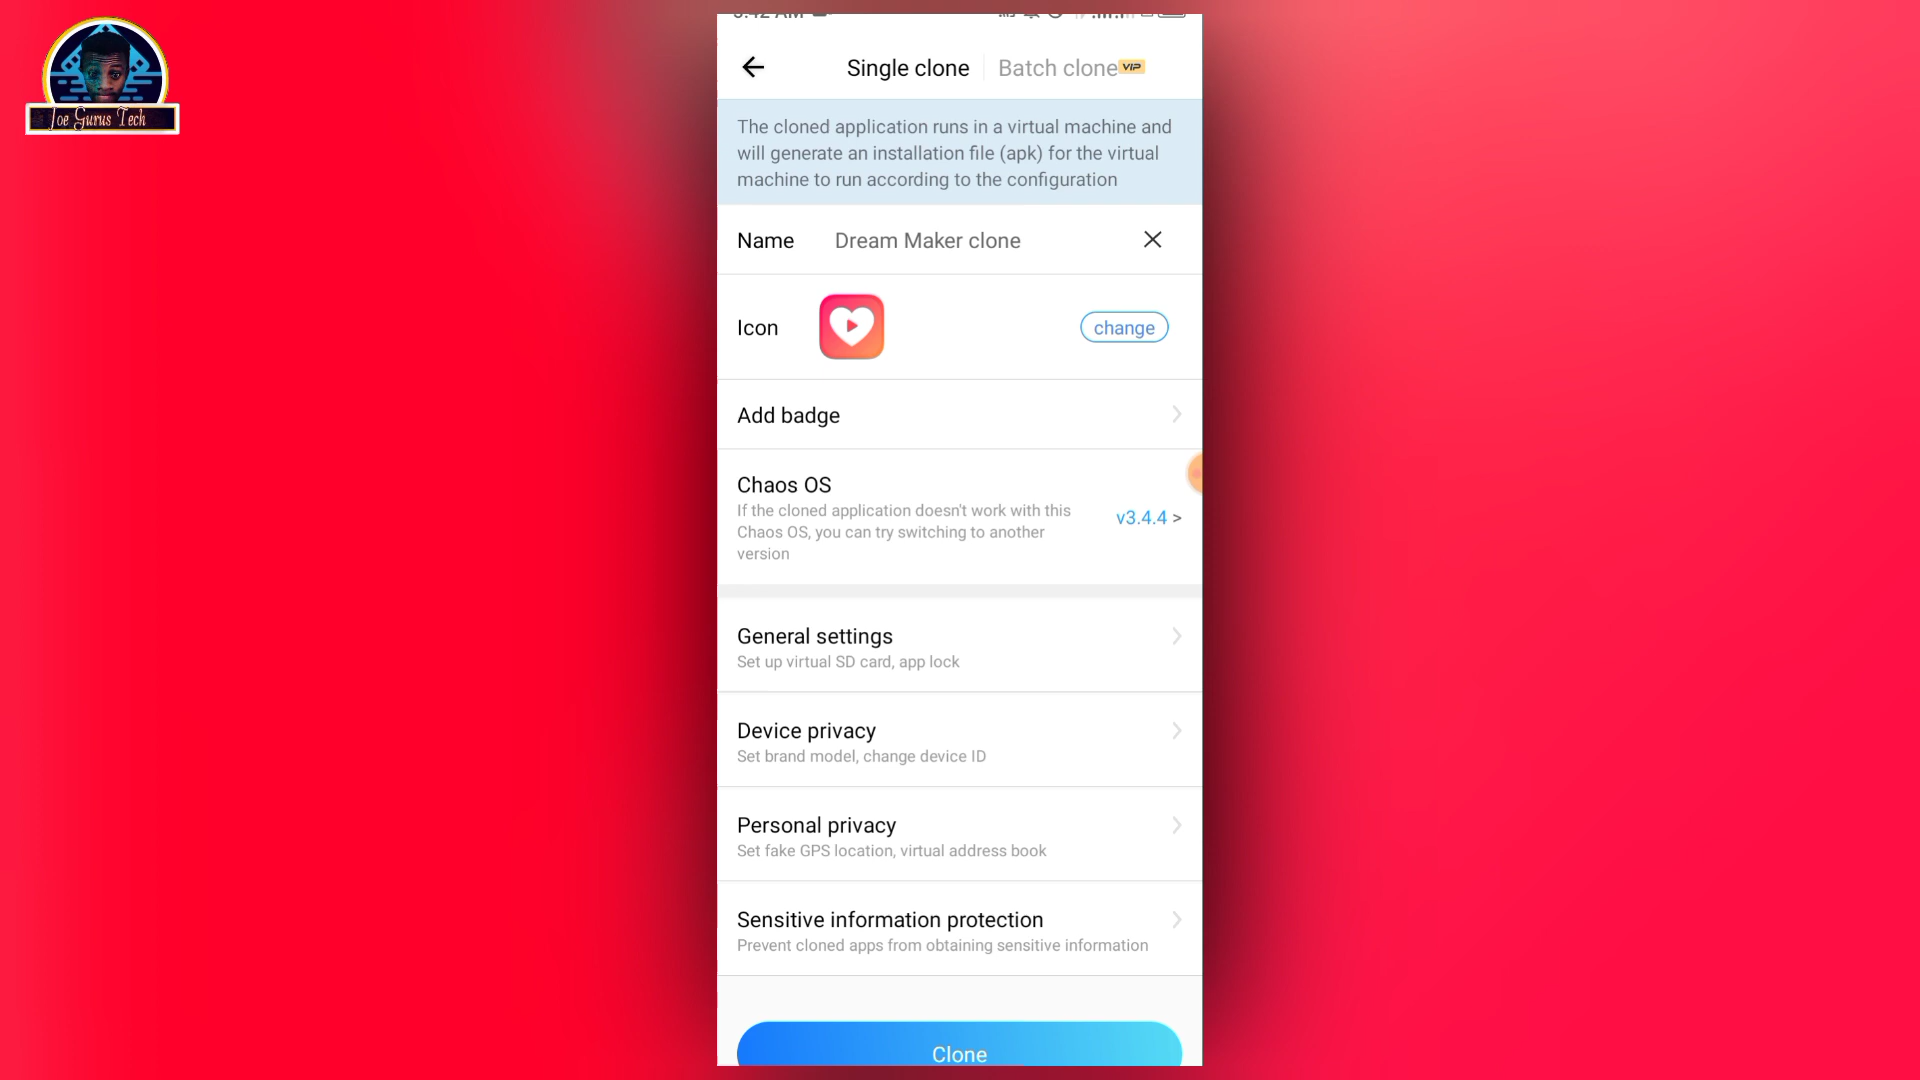 Joe Gurus Tech
Single clone
Batch clone VIP
The cloned application runs in a virtual machine and
will generate an installation file (apk) for the virtual
machine to run according to the configuration
Name Dream Maker clone
Icon
change
Add badge
Chaos OS
If the cloned application doesn't work with this
Chaos OS, you can try switching to another
version
v3.4.4 >
General settings
Set up virtual SD card, app lock
Device privacy
Set brand model, change device ID
Personal privacy
Set fake GPS location, virtual address book
Sensitive information protection
Prevent cloned apps from obtaining sensitive information
Clone